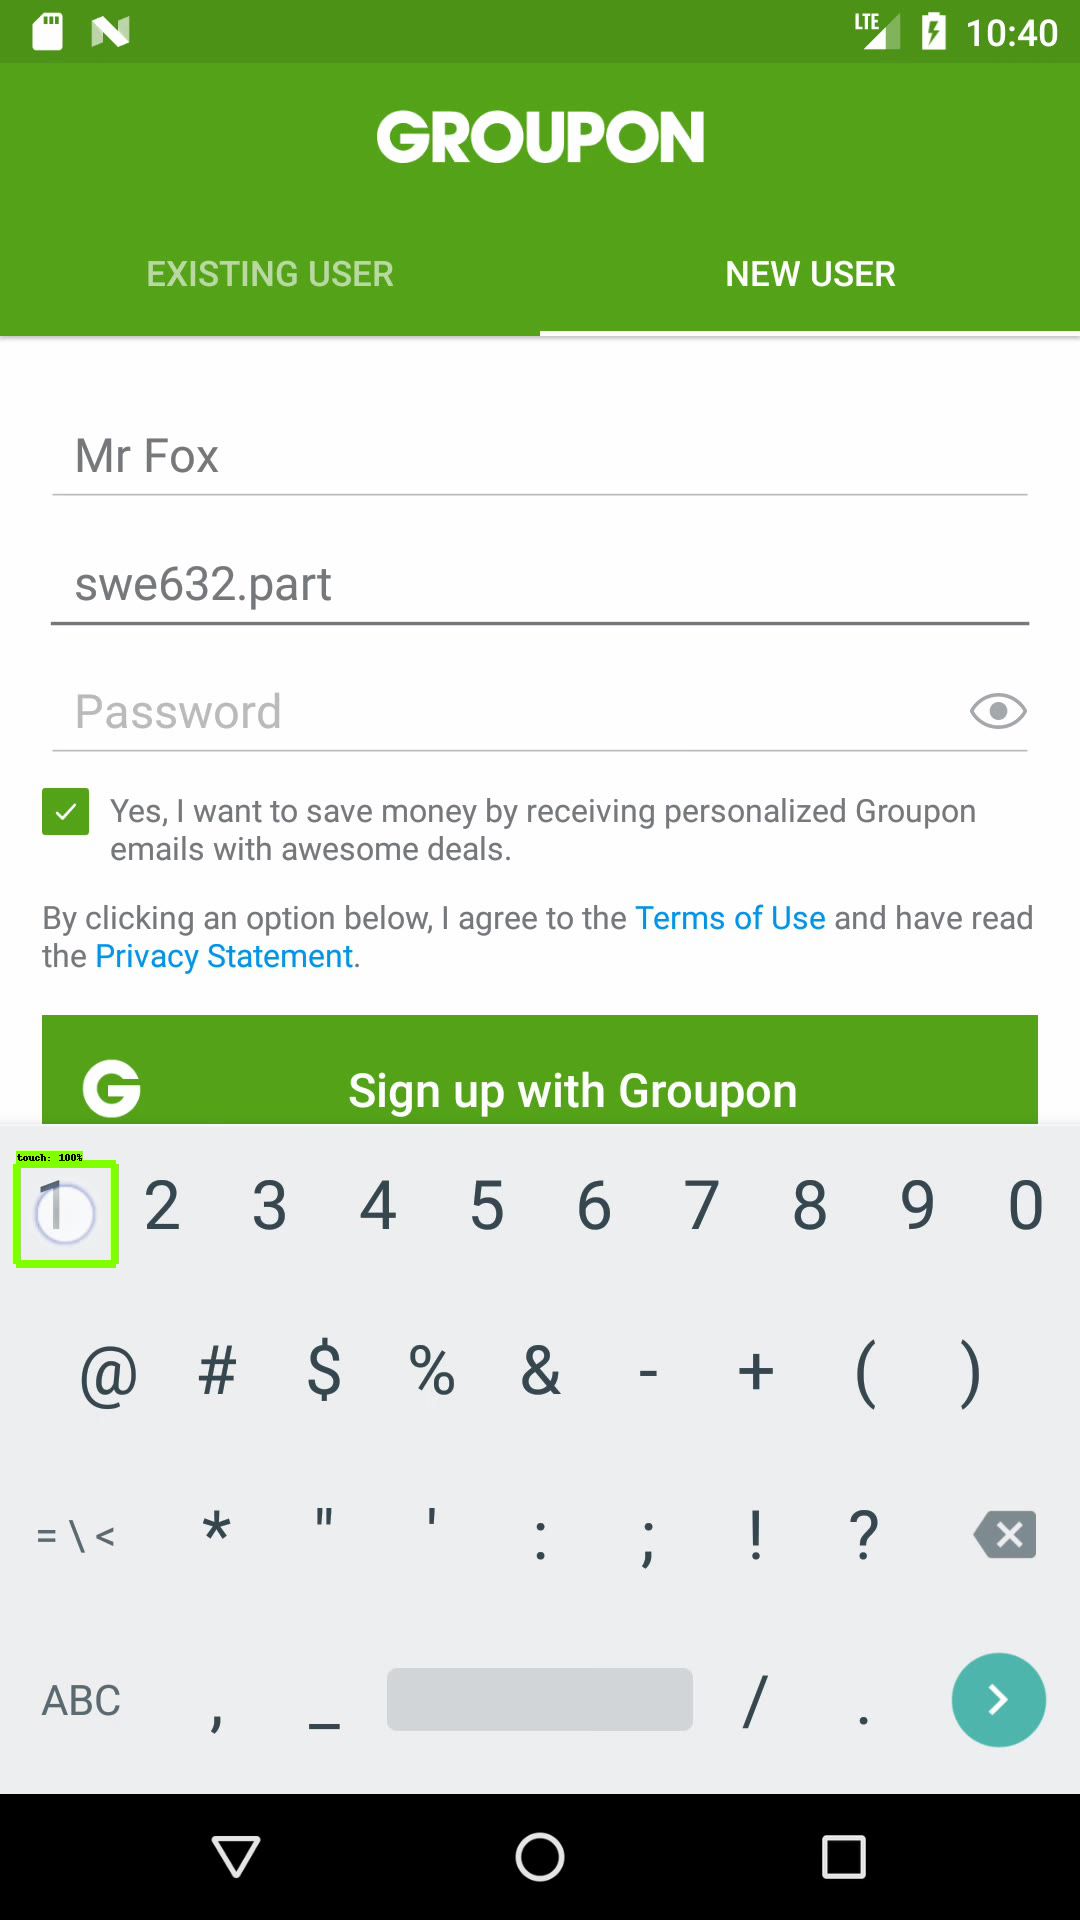 LTE 10:40
GROUPON
EXISTING USER NEW USER
Mr Fox
swe632.part
Password
Yes, I want to save money by receiving personalized Groupon
emails with awesome deals.
By clicking an option below, I agree to the Terms of Use and have read
the Privacy Statement.
G Sign up with Groupon
touch: 100%
1 2 3 4 5 6 7 8 9 0
@ # $ % & - + ( )
= \ < * " ' : ; ! ?
ABC , _ / .